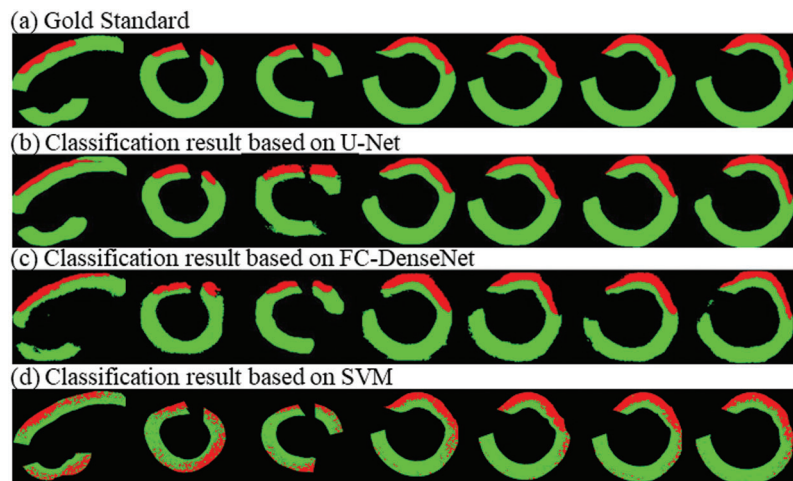 (a) Gold Standard
(b) Classification result based on U-Net
(c) Classification result based on FC-DenseNet
(d) Classification result based on SVM